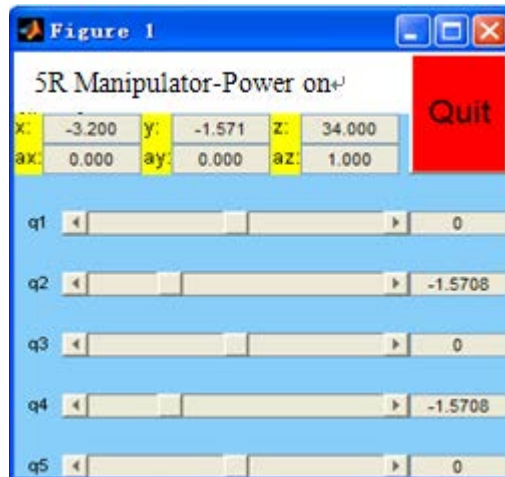 Figure 1
5R Manipulator-Power on↵
Quit
x: -3.200 y: -1.571 z: 34.000
ax: 0.000 ay: 0.000 az: 1.000
q1 0
q2 -1.5708
q3 0
q4 -1.5708
q5 0